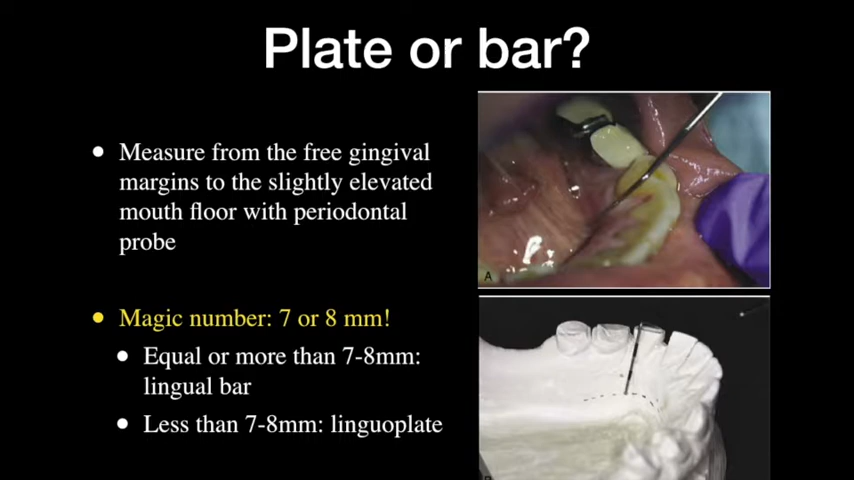 Plate or bar?
Measure from the free gingival
margins to the slightly elevated
mouth floor with periodontal
probe
Magic number: 7 or 8 mm!
Equal or more than 7-8mm:
lingual bar
Less than 7-8mm: linguoplate
A